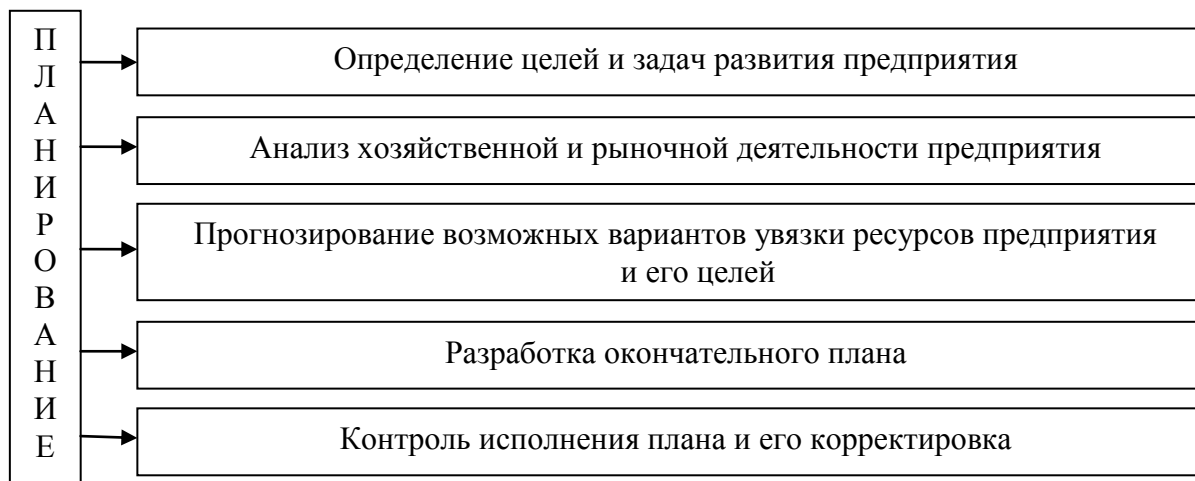 ПЛАНИРОВАНИЕ
Определение целей и задач развития предприятия
Анализ хозяйственной и рыночной деятельности предприятия
Прогнозирование возможных вариантов увязки ресурсов предприятия
и его целей
Разработка окончательного плана
Контроль исполнения плана и его корректировка